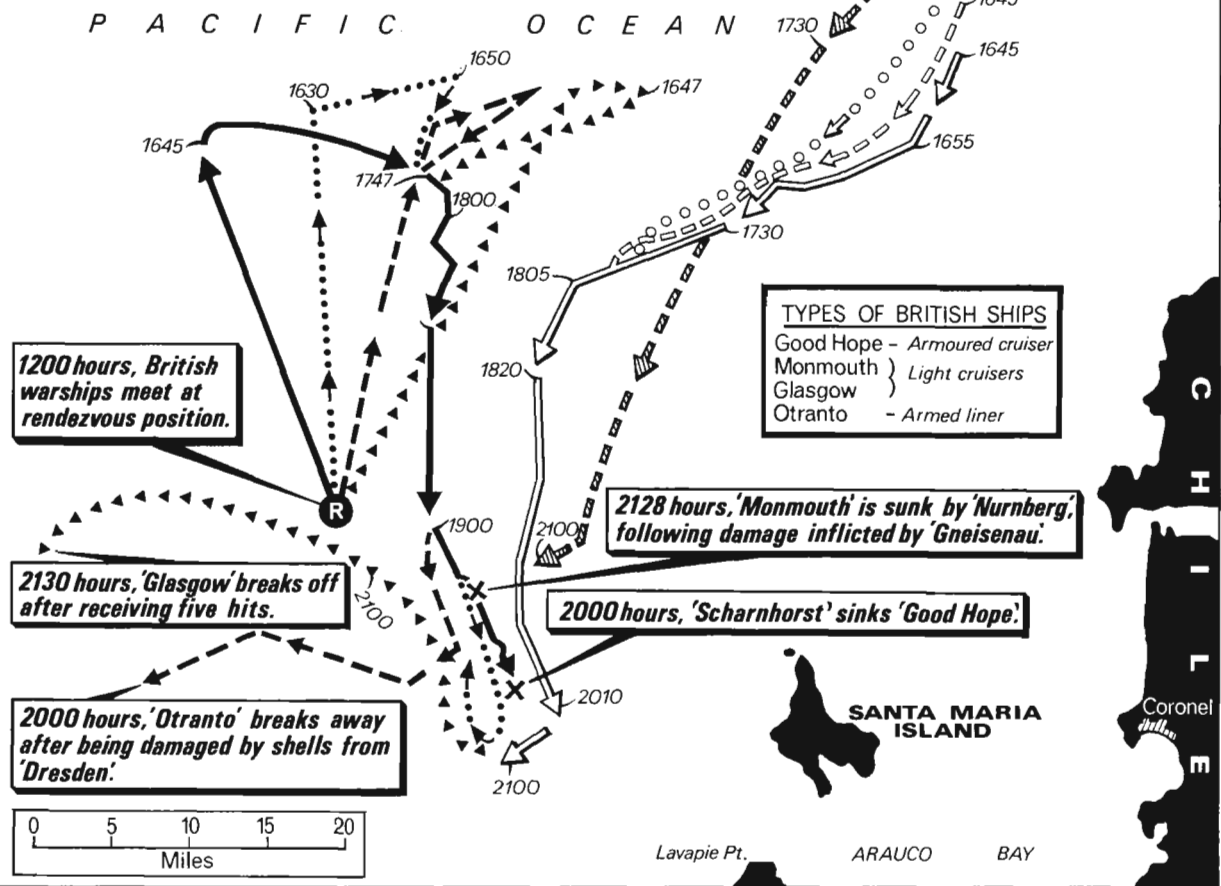 PACIFIC OCEAN
1645
1730
1645
1650
1647
1630
1645
1655
1747
1800
1730
1805
TYPES OF BRITISH SHIPS
Good Hope – Armoured cruiser
Monmouth ) Light cruisers
Glasgow )
Otranto – Armed liner
1820
1200 hours, British
warships meet at
rendezvous position.
R
CHILE
1900
2100
2128 hours, 'Monmouth' is sunk by 'Nurnberg',
following damage inflicted by 'Gneisenau'.
2130 hours, 'Glasgow' breaks off
after receiving five hits.
2100
2000 hours, 'Scharnhorst' sinks 'Good Hope'.
2010
2000 hours, 'Otranto' breaks away
after being damaged by shells from
'Dresden'.
SANTA MARIA
ISLAND
Coronel
2100
0 5 10 15 20
Miles
Lavapie Pt.
ARAUCO BAY